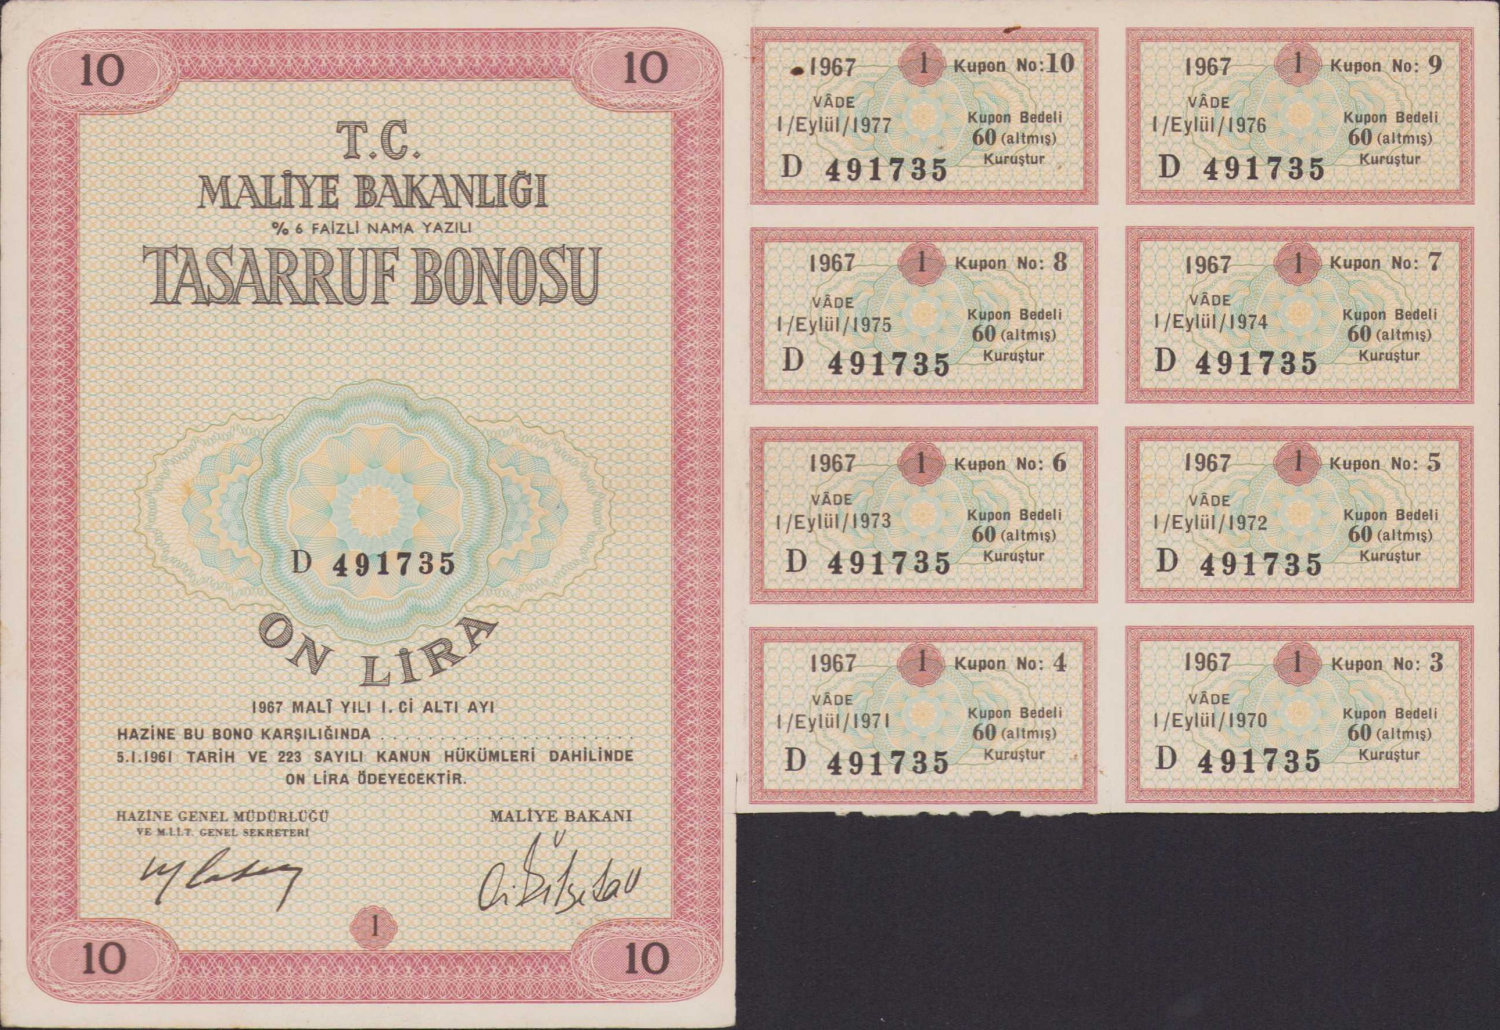 10 10
T.C.
MALİYE BAKANLIĞI
% 6 FAİZLİ NAMA YAZILI
TASARRUF BONOSU
D 491735
ON LİRA
1967 MALÎ YILI 1. Cİ ALTI AYI
HAZİNE BU BONO KARŞILIĞINDA . . . . . . . . . . . . . . . . . . . . . . . .
5.1.1961 TARİH VE 223 SAYILI KANUN HÜKÜMLERİ DAHİLİNDE
ON LİRA ÖDEYECEKTİR.
HAZİNE GENEL MÜDÜRLÜĞÜ
VE M.İ.İ.T. GENEL SEKRETERİ
MALİYE BAKANI
1
10 10
1967 1 Kupon No: 10
VÂDE
1/Eylül/1977
Kupon Bedeli
60 (altmış)
Kuruştur
D 491735
1967 1 Kupon No: 9
VÂDE
1/Eylül/1976
Kupon Bedeli
60 (altmış)
Kuruştur
D 491735
1967 1 Kupon No: 8
VÂDE
1/Eylül/1975
Kupon Bedeli
60 (altmış)
Kuruştur
D 491735
1967 1 Kupon No: 7
VÂDE
1/Eylül/1974
Kupon Bedeli
60 (altmış)
Kuruştur
D 491735
1967 1 Kupon No: 6
VÂDE
1/Eylül/1973
Kupon Bedeli
60 (altmış)
Kuruştur
D 491735
1967 1 Kupon No: 5
VÂDE
1/Eylül/1972
Kupon Bedeli
60 (altmış)
Kuruştur
D 491735
1967 1 Kupon No: 4
VÂDE
1/Eylül/1971
Kupon Bedeli
60 (altmış)
Kuruştur
D 491735
1967 1 Kupon No: 3
VÂDE
1/Eylül/1970
Kupon Bedeli
60 (altmış)
Kuruştur
D 491735